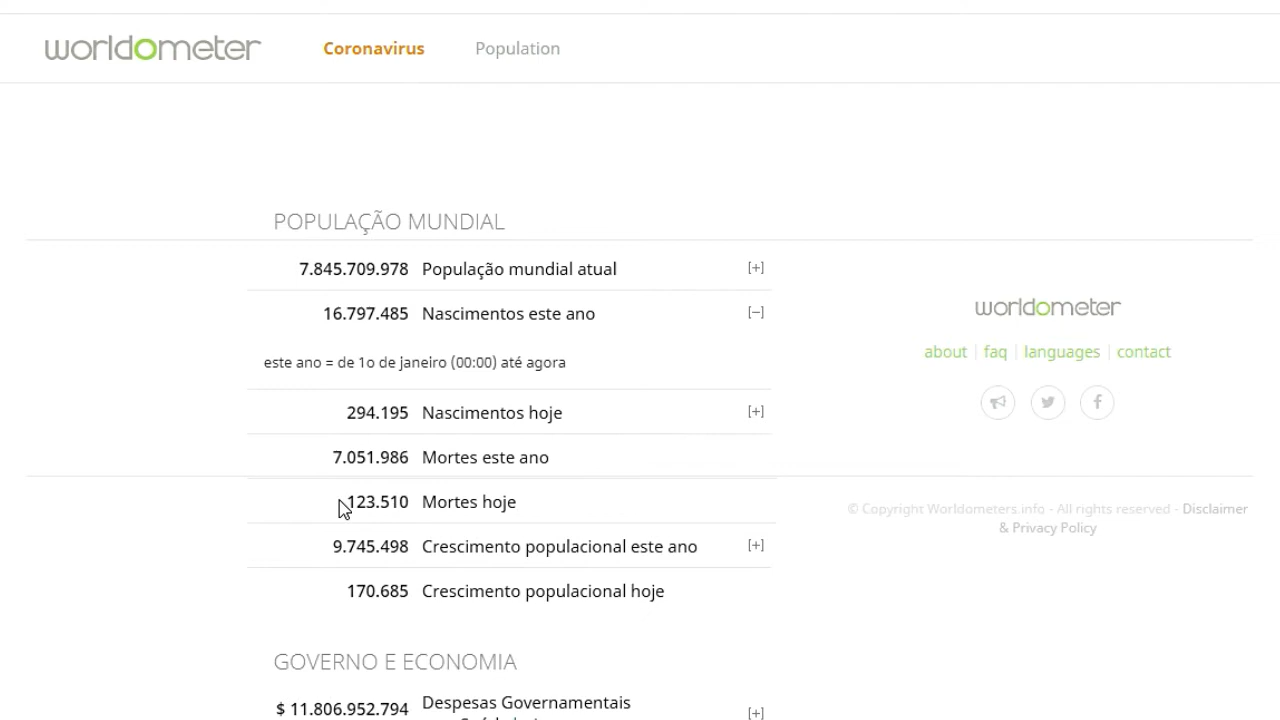 worldometer Coronavirus Population
POPULAÇÃO MUNDIAL
7.845.709.978 População mundial atual [+]
16.797.485 Nascimentos este ano [−]
este ano = de 1o de janeiro (00:00) até agora
294.195 Nascimentos hoje [+]
7.051.986 Mortes este ano
123.510 Mortes hoje
9.745.498 Crescimento populacional este ano [+]
170.685 Crescimento populacional hoje
GOVERNO E ECONOMIA
$ 11.806.952.794 Despesas Governamentais [+]
worldometer
about | faq | languages | contact
© Copyright Worldometers.info - All rights reserved - Disclaimer
& Privacy Policy